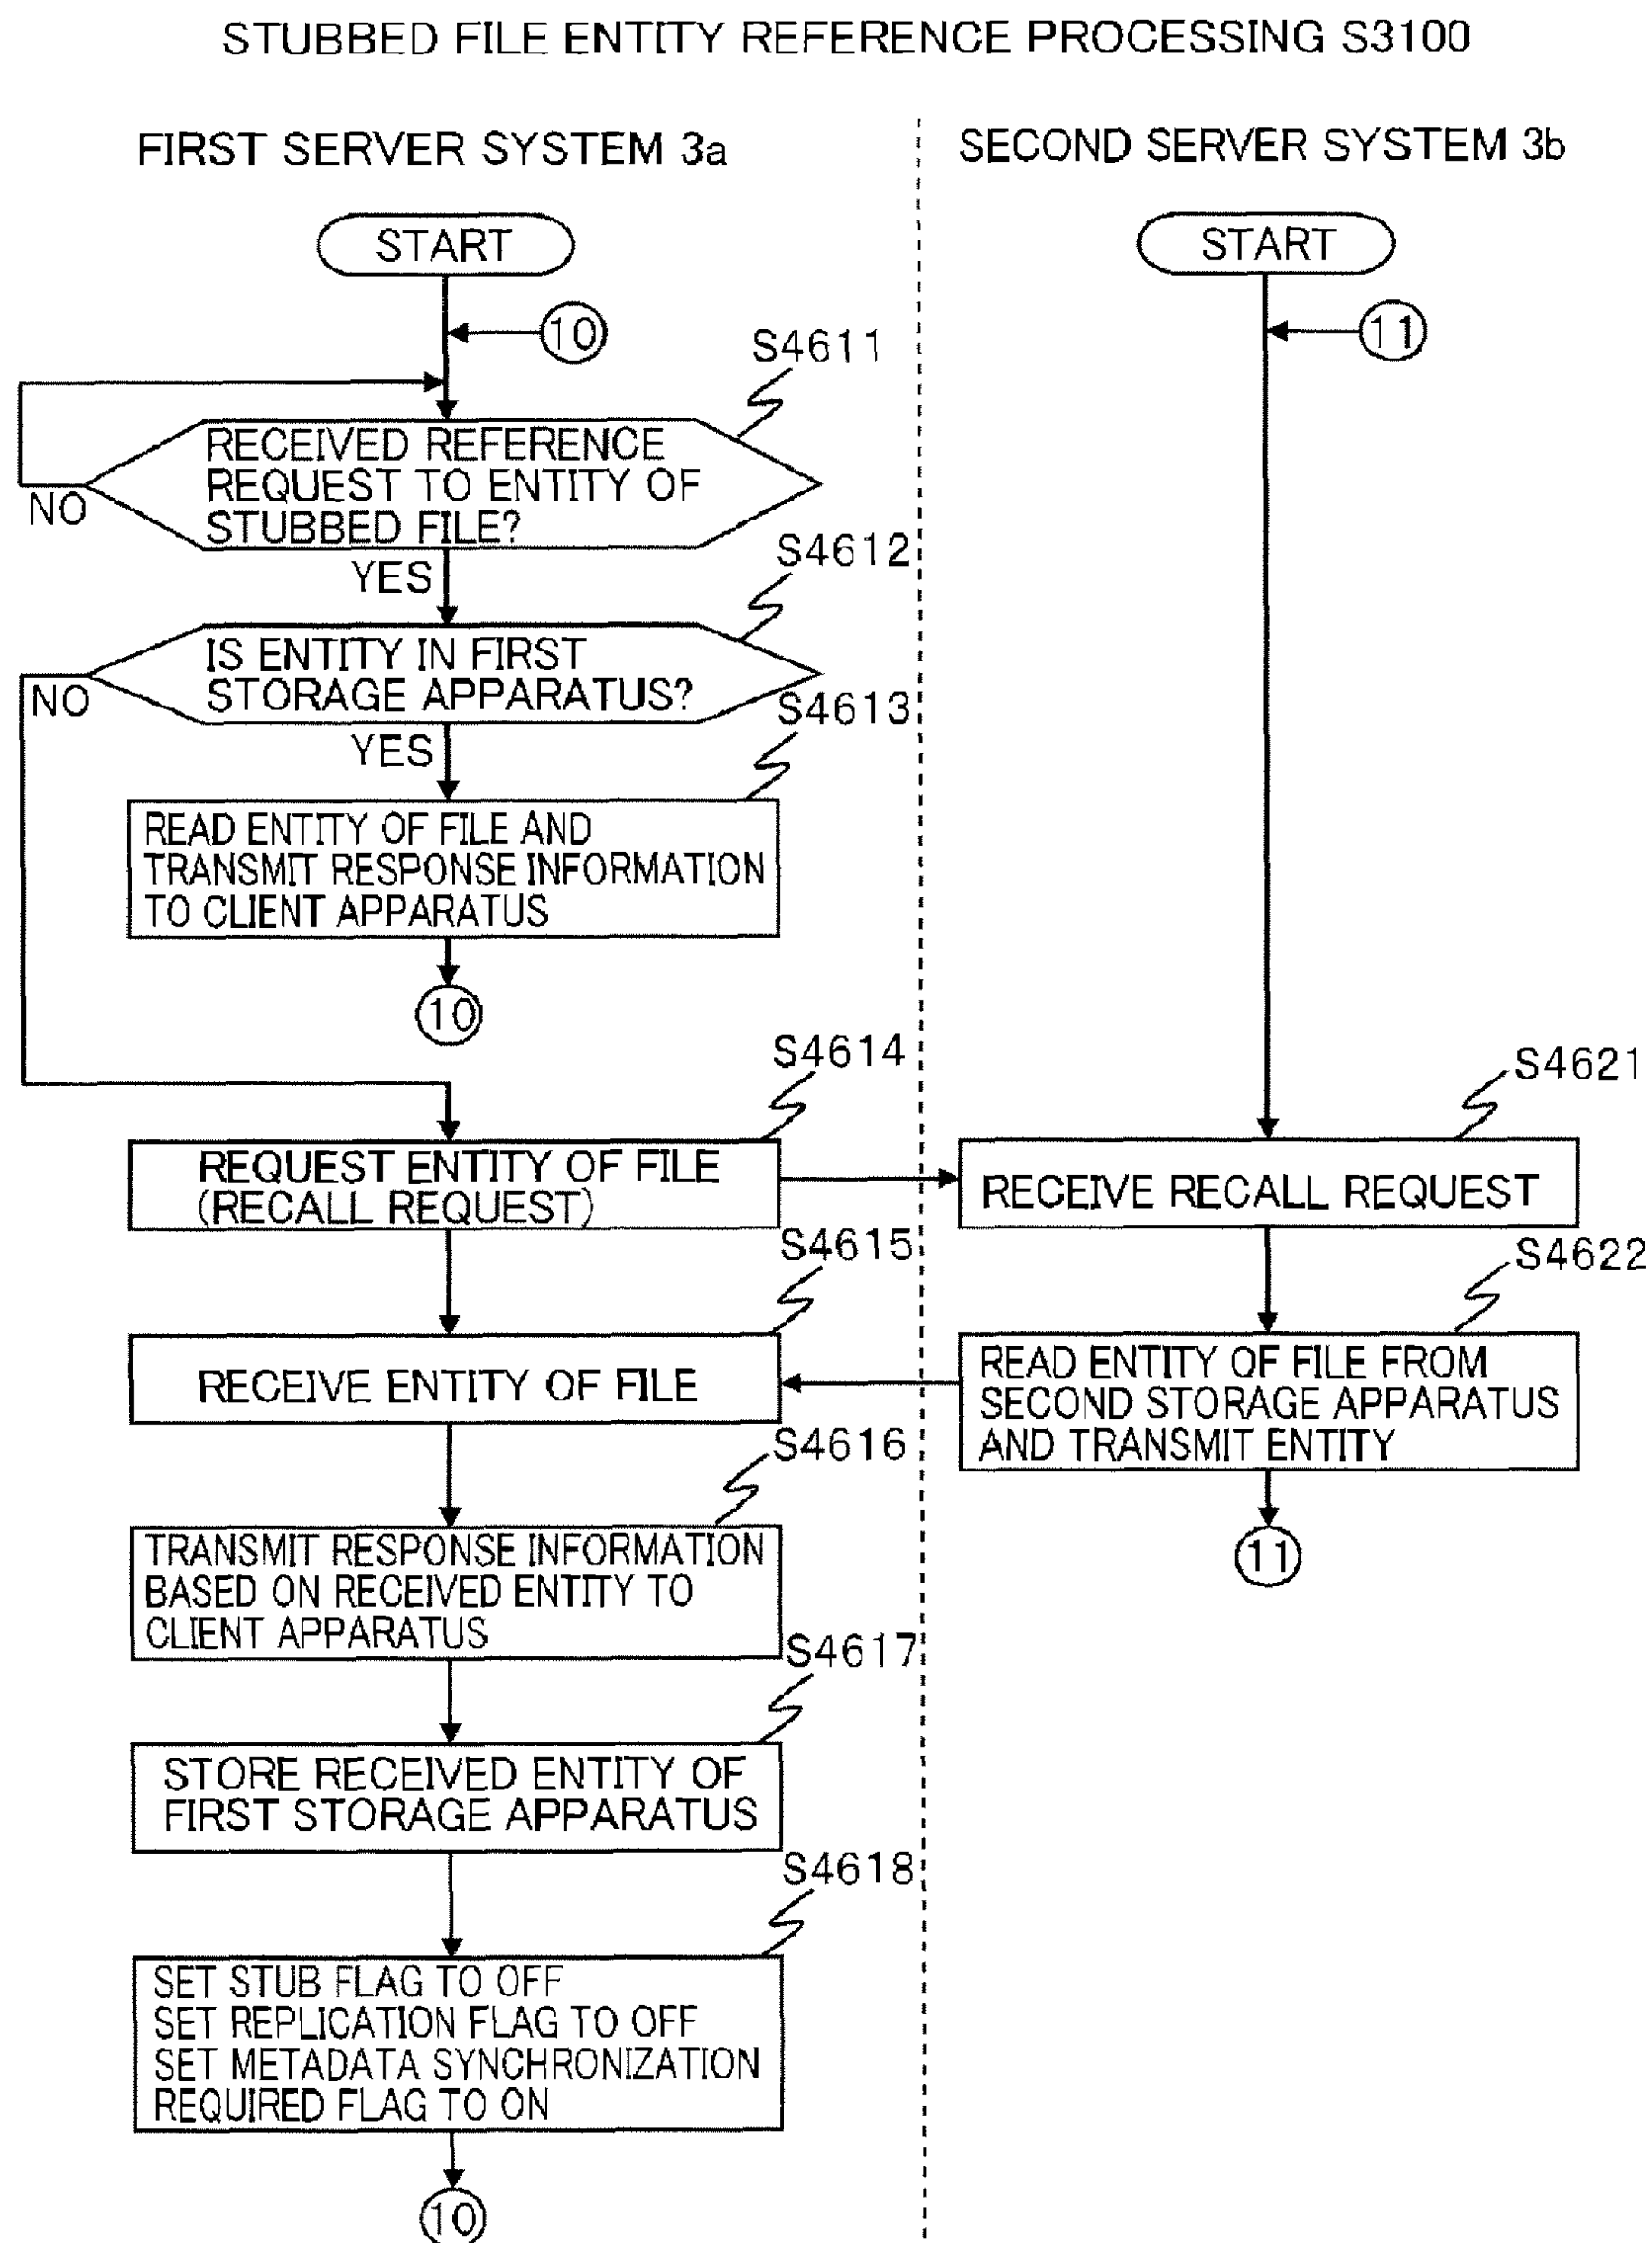 STUBBED FILE ENTITY REFERENCE PROCESSING S3100
FIRST SERVER SYSTEM 3a
SECOND SERVER SYSTEM 3b
START
START
10
11
S4611
RECEIVED REFERENCE
REQUEST TO ENTITY OF
STUBBED FILE?
NO
YES
S4612
IS ENTITY IN FIRST
STORAGE APPARATUS?
NO
YES
S4613
READ ENTITY OF FILE AND
TRANSMIT RESPONSE INFORMATION
TO CLIENT APPARATUS
10
S4614
REQUEST ENTITY OF FILE
(RECALL REQUEST)
S4621
RECEIVE RECALL REQUEST
S4615
RECEIVE ENTITY OF FILE
S4622
READ ENTITY OF FILE FROM
SECOND STORAGE APPARATUS
AND TRANSMIT ENTITY
11
S4616
TRANSMIT RESPONSE INFORMATION
BASED ON RECEIVED ENTITY TO
CLIENT APPARATUS
S4617
STORE RECEIVED ENTITY OF
FIRST STORAGE APPARATUS
S4618
SET STUB FLAG TO OFF
SET REPLICATION FLAG TO OFF
SET METADATA SYNCHRONIZATION
REQUIRED FLAG TO ON
10